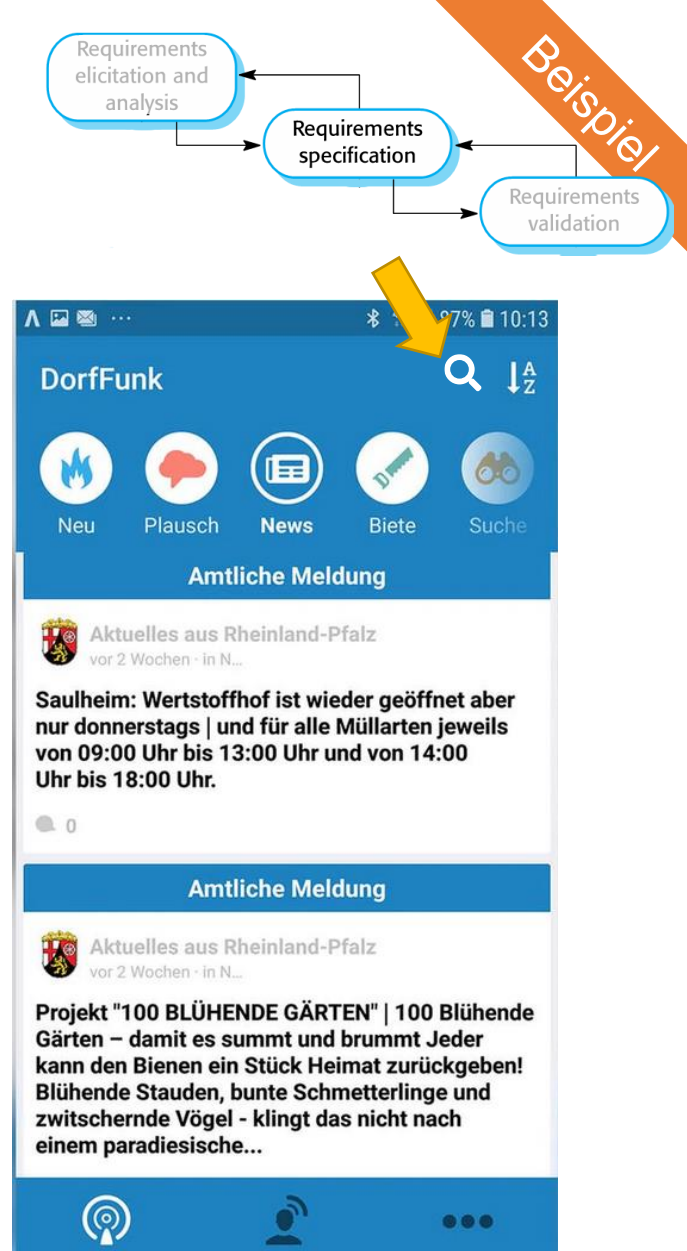 Requirements
elicitation and
analysis
Beispiel
Requirements
specification
Requirements
validation
97% 10:13
DorfFunk
A
Z
Neu Plausch News Biete Suche
D
Amtliche Meldung
Aktuelles aus Rheinland-Pfalz
vor 2 Wochen · in N...
Saulheim: Wertstoffhof ist wieder geöffnet aber
nur donnerstags | und für alle Müllarten jeweils
von 09:00 Uhr bis 13:00 Uhr und von 14:00
Uhr bis 18:00 Uhr.
0
Amtliche Meldung
Aktuelles aus Rheinland-Pfalz
vor 2 Wochen · in N...
Projekt "100 BLÜHENDE GÄRTEN" | 100 Blühende
Gärten – damit es summt und brummt Jeder
kann den Bienen ein Stück Heimat zurückgeben!
Blühende Stauden, bunte Schmetterlinge und
zwitschernde Vögel - klingt das nicht nach
einem paradiesische...